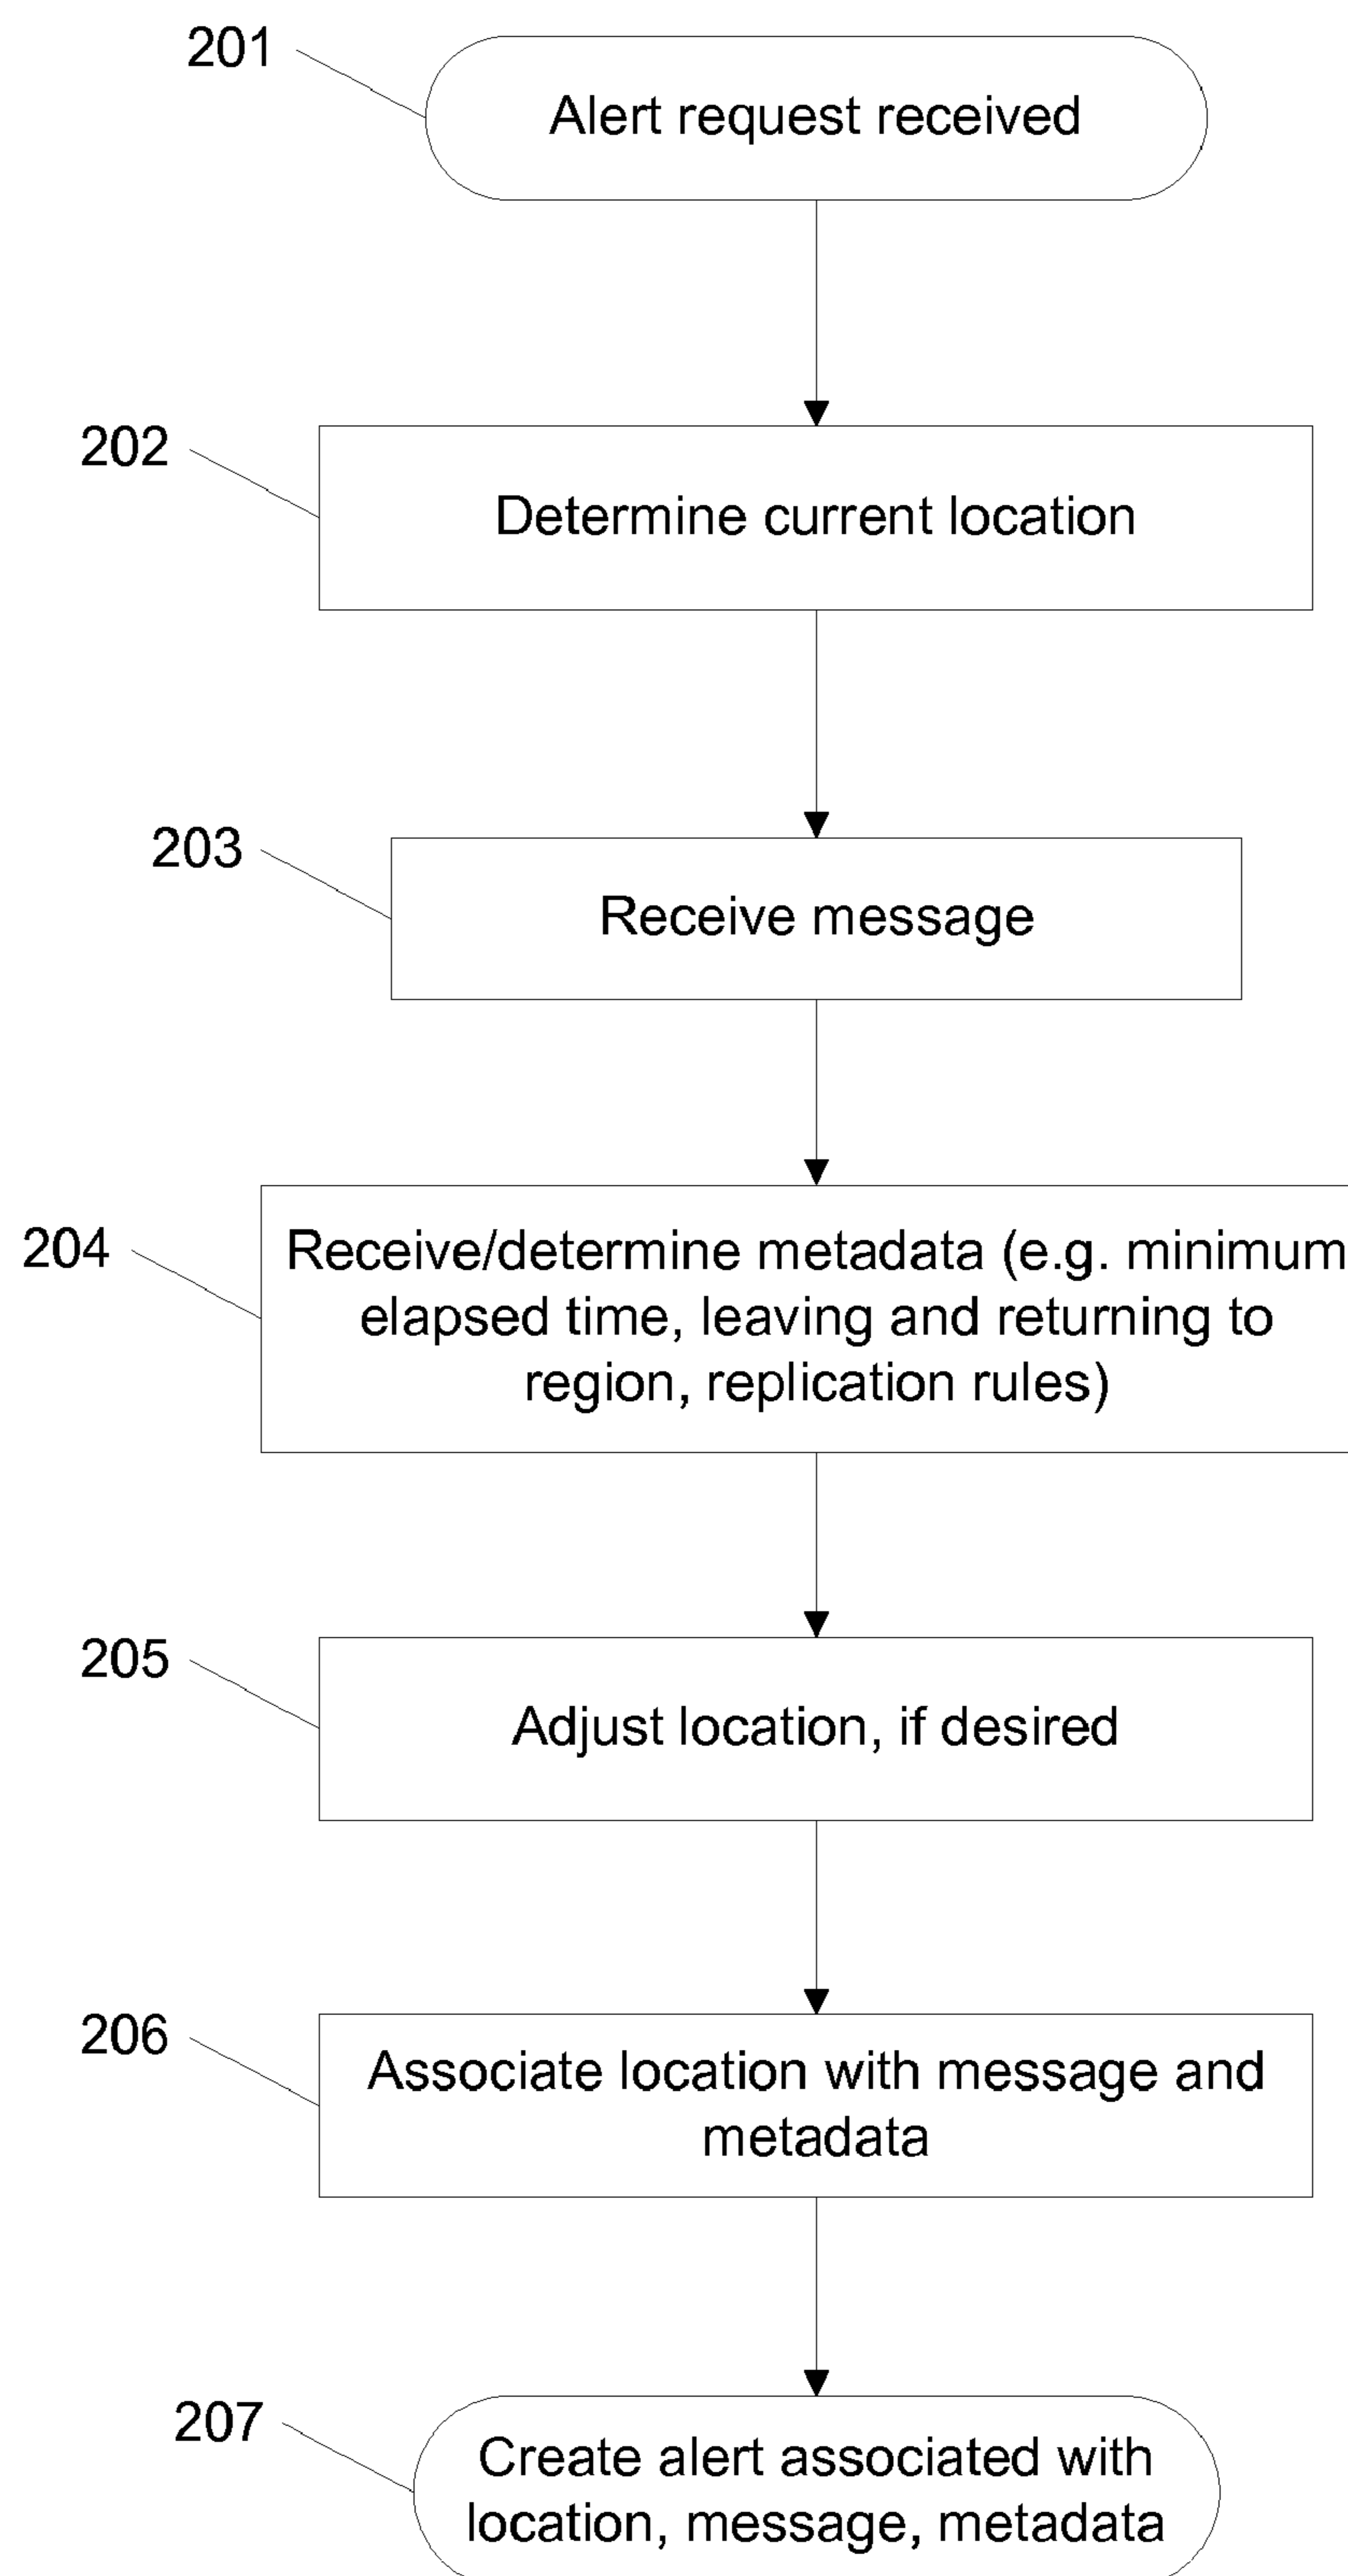 201
Alert request received
202
Determine current location
203
Receive message
204
Receive/determine metadata (e.g. minimum
elapsed time, leaving and returning to
region, replication rules)
205
Adjust location, if desired
206
Associate location with message and
metadata
207
Create alert associated with
location, message, metadata